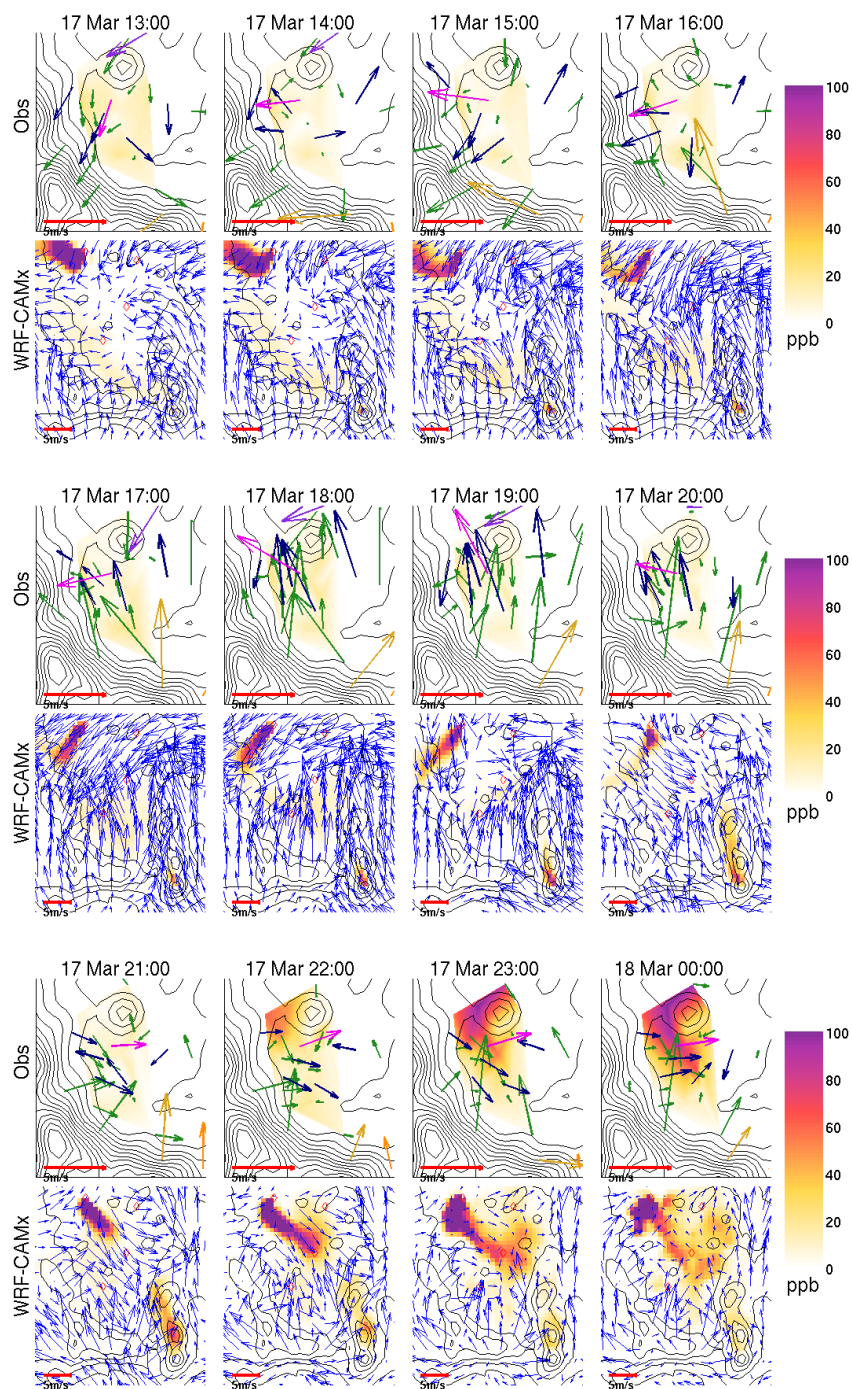 17 Mar 13:00 17 Mar 14:00 17 Mar 15:00 17 Mar 16:00
Obs
5m/s 5m/s 5m/s 5m/s
WRF-CAMx
5m/s 5m/s 5m/s 5m/s
100
80
60
40
20
0
ppb
17 Mar 17:00 17 Mar 18:00 17 Mar 19:00 17 Mar 20:00
Obs
5m/s 5m/s 5m/s 5m/s
WRF-CAMx
5m/s 5m/s 5m/s 5m/s
100
80
60
40
20
0
ppb
17 Mar 21:00 17 Mar 22:00 17 Mar 23:00 18 Mar 00:00
Obs
5m/s 5m/s 5m/s 5m/s
WRF-CAMx
5m/s 5m/s 5m/s 5m/s
100
80
60
40
20
0
ppb